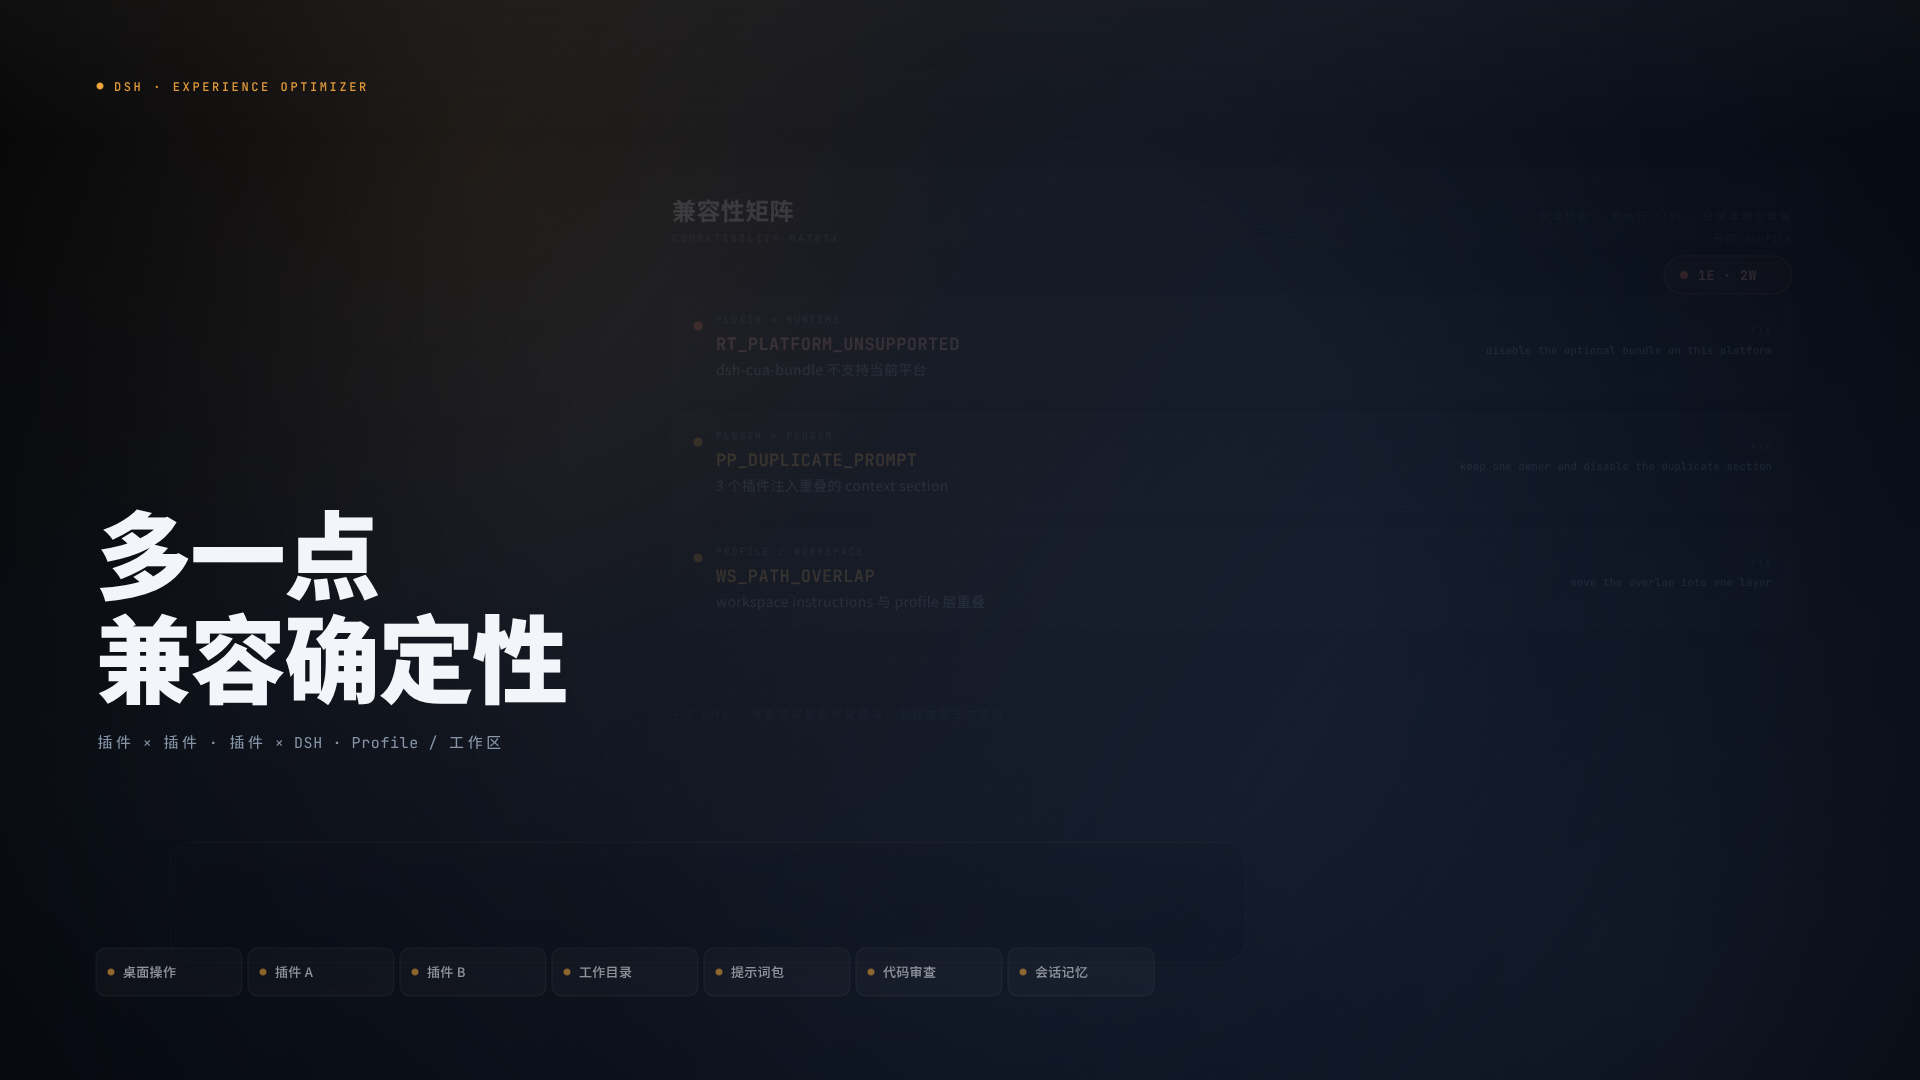 DSH · EXPERIENCE OPTIMIZER
兼容性矩阵
COMPATIBILITY MATRIX
1E · 2W
RT_PLATFORM_UNSUPPORTED
dsh-cua-bundle 不支持当前平台
disable the optional bundle on this platform
PP_DUPLICATE_PROMPT
3 个插件注入重叠的 context section
keep one owner and disable the duplicate section
PROFILE / WORKSPACE
WS_PATH_OVERLAP
workspace instructions 与 profile 层重叠
move the overlap into one layer
多一点
兼容确定性
插件 × 插件 · 插件 × DSH · Profile / 工作区
桌面操作
插件 A
插件 B
工作目录
提示词包
代码审查
会话记忆